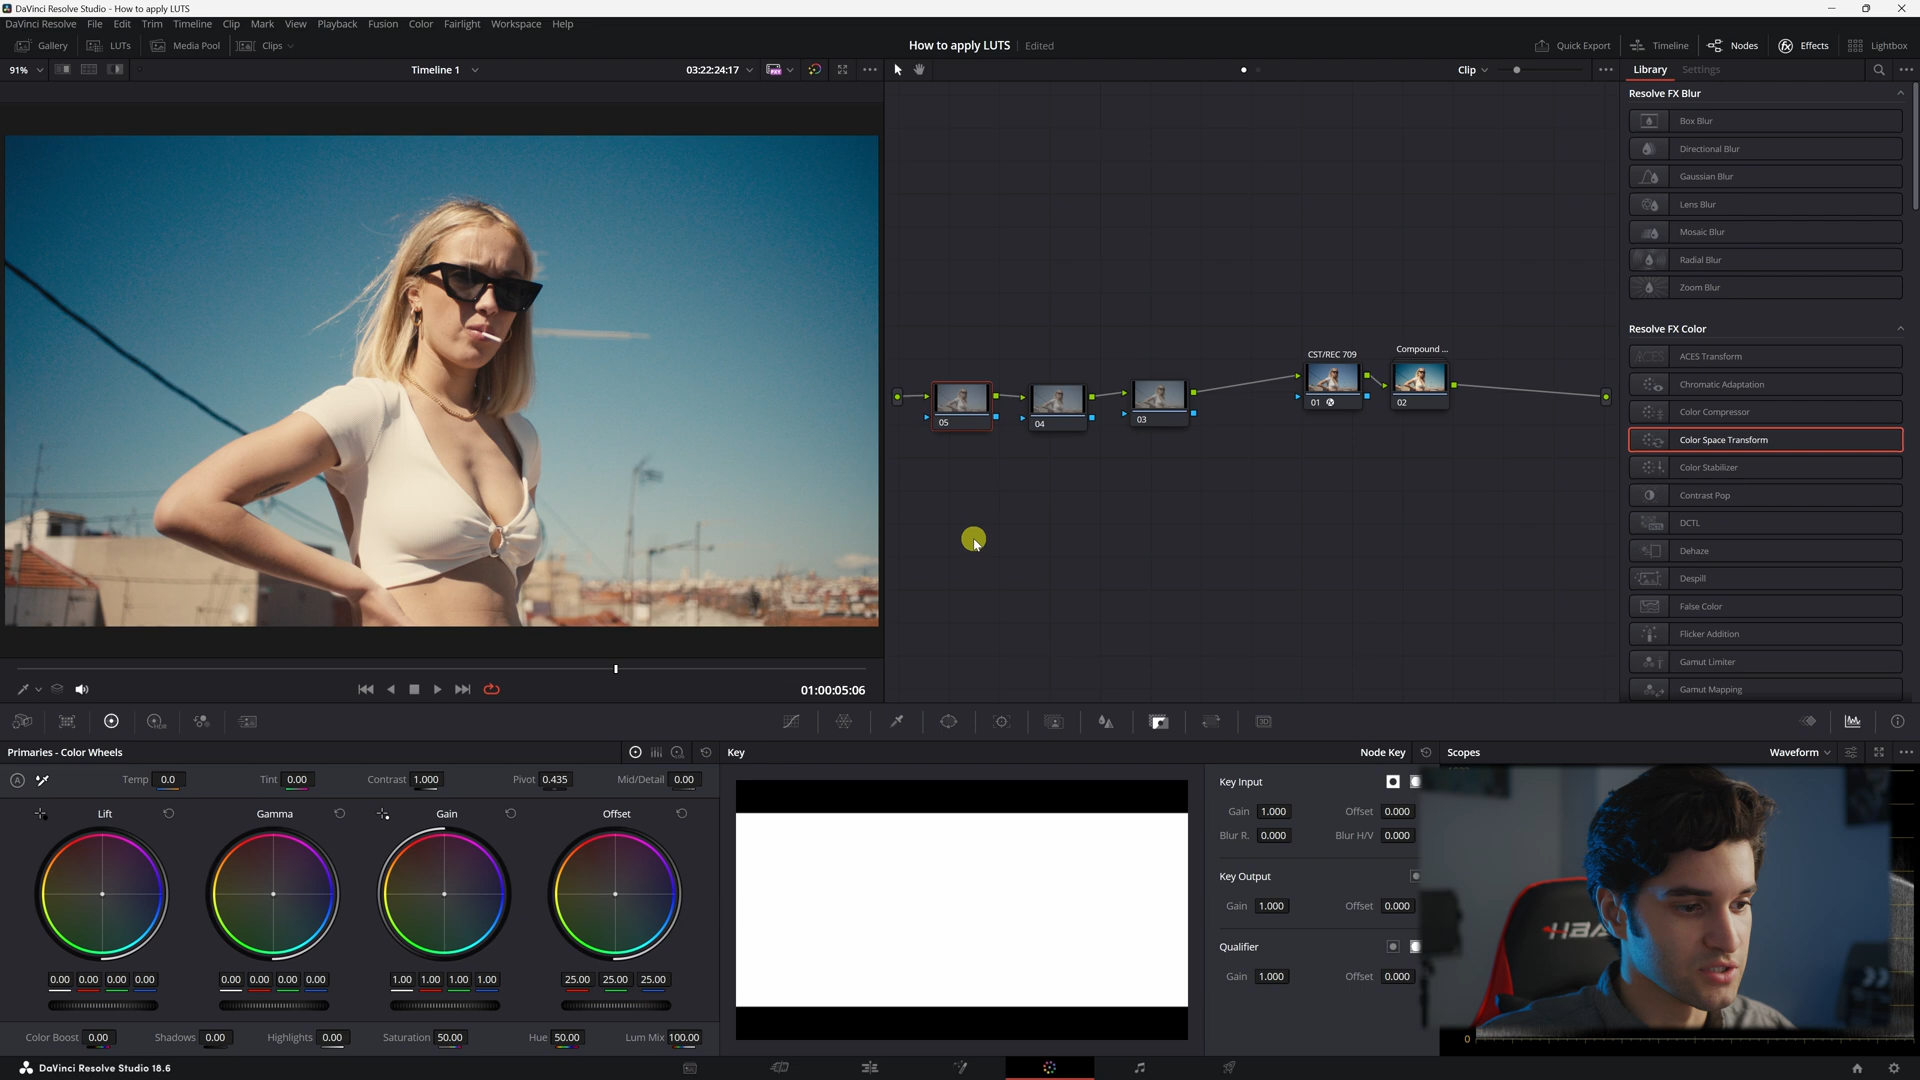 DaVinci Resolve Studio - How to apply LUTS
DaVinci Resolve File Edit Trim Timeline Clip Mark View Playback Fusion Color Fairlight Workspace Help
Gallery LUTs Media Pool Clips How to apply LUTS Edited Quick Export Timeline Nodes Effects Lightbox
91% Timeline 1 03:22:24:17 Clip Library Settings
Resolve FX Blur
Box Blur
Directional Blur
Gaussian Blur
Lens Blur
Mosaic Blur
Radial Blur
Zoom Blur
Resolve FX Color
ACES Transform
Chromatic Adaptation
Color Compressor
Color Space Transform
Color Stabilizer
Contrast Pop
DCTL
Dehaze
Despill
False Color
Flicker Addition
Gamut Limiter
Gamut Mapping
CST/REC 709 Compound ...
05 04 03 01 02
01:00:05:06
Primaries - Color Wheels Key Node Key Scopes Waveform
Temp 0.0 Tint 0.00 Contrast 1.000 Pivot 0.435 Mid/Detail 0.00
Lift Gamma Gain Offset
0.00 0.00 0.00 0.00 0.00 0.00 0.00 0.00 1.00 1.00 1.00 1.00 25.00 25.00 25.00
Color Boost 0.00 Shadows 0.00 Highlights 0.00 Saturation 50.00 Hue 50.00 Lum Mix 100.00
Key Input
Gain 1.000 Offset 0.000
Blur R. 0.000 Blur H/V 0.000
Key Output
Gain 1.000 Offset 0.000
Qualifier
Gain 1.000 Offset 0.000
0
DaVinci Resolve Studio 18.6